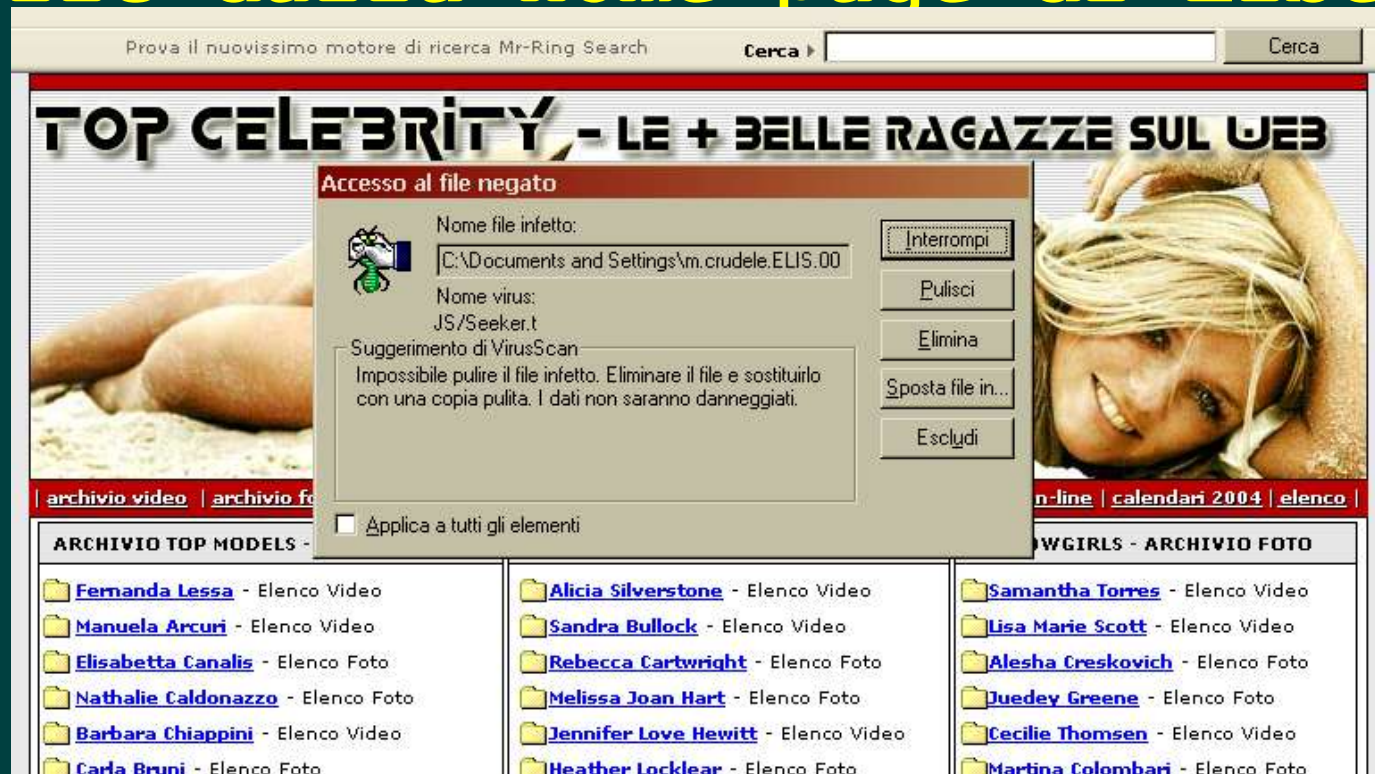 dalla home page di
Prova il nuovissimo motore di ricerca Mr-Ring Search Cerca Cerca
TOP CELEBRITY - LE + BELLE RAGAZZE SUL WEB
Accesso al file negato
Nome file infetto:
C:\Documents and Settings\m.crudele.ELIS.00
Nome virus:
JS/Seeker.t
Suggerimento di VirusScan
Impossibile pulire il file infetto. Eliminare il file e sostituirlo
con una copia pulita. I dati non saranno danneggiati.
Applica a tutti gli elementi
Interrompi
Pulisci
Elimina
Sposta file in...
Escludi
| archivio video | archivio fo n-line | calendari 2004 | elenco |
ARCHIVIO TOP MODELS - WGIRLS - ARCHIVIO FOTO
Fernanda Lessa - Elenco Video Alicia Silverstone - Elenco Video Samantha Torres - Elenco Video
Manuela Arcuri - Elenco Video Sandra Bullock - Elenco Video Lisa Marie Scott - Elenco Video
Elisabetta Canalis - Elenco Foto Rebecca Cartwright - Elenco Foto Alesha Creskovich - Elenco Foto
Nathalie Caldonazzo - Elenco Foto Melissa Joan Hart - Elenco Foto Juedey Greene - Elenco Foto
Barbara Chiappini - Elenco Video Jennifer Love Hewitt - Elenco Video Cecilie Thomsen - Elenco Video
Carla Bruni - Elenco Foto Heather Locklear - Elenco Foto Martina Colombari - Elenco Foto